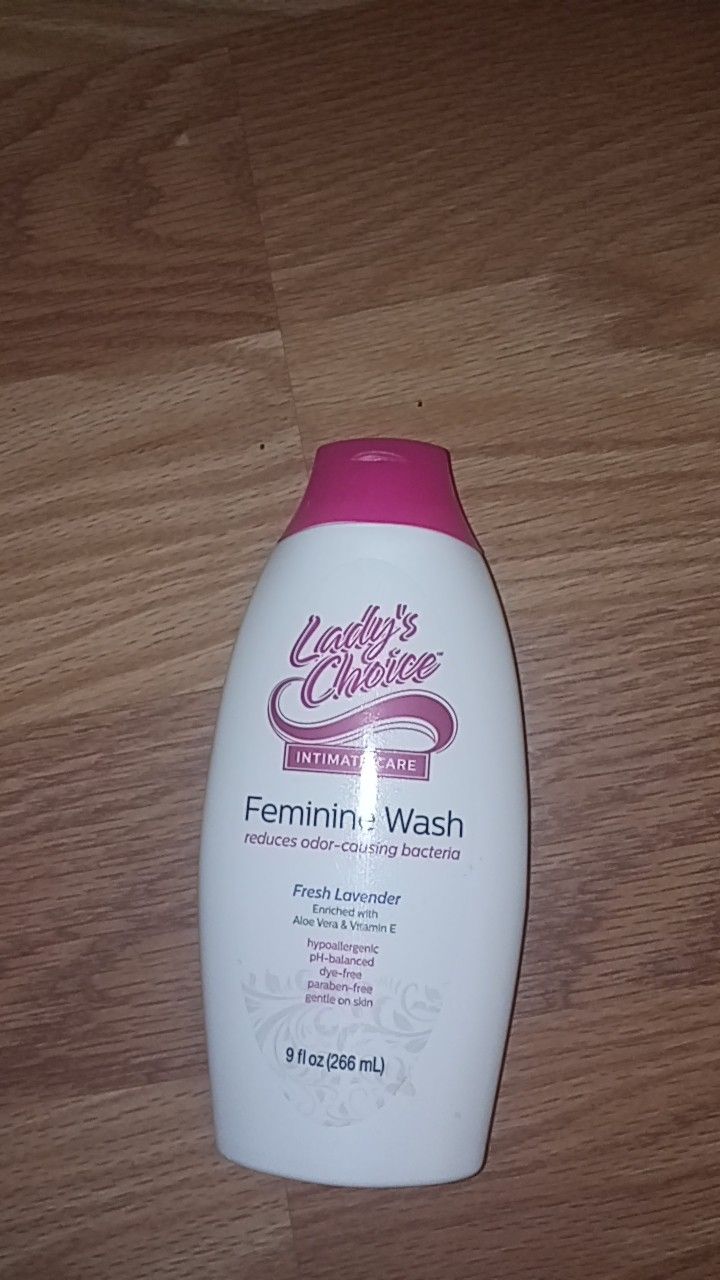 Lady's
Choice™
INTIMATE CARE
Feminine Wash
reduces odor-causing bacteria
Fresh Lavender
Enriched with
Aloe Vera & Vitamin E
hypoallergenic
pH-balanced
dye-free
paraben-free
gentle on skin
9 fl oz (266 mL)